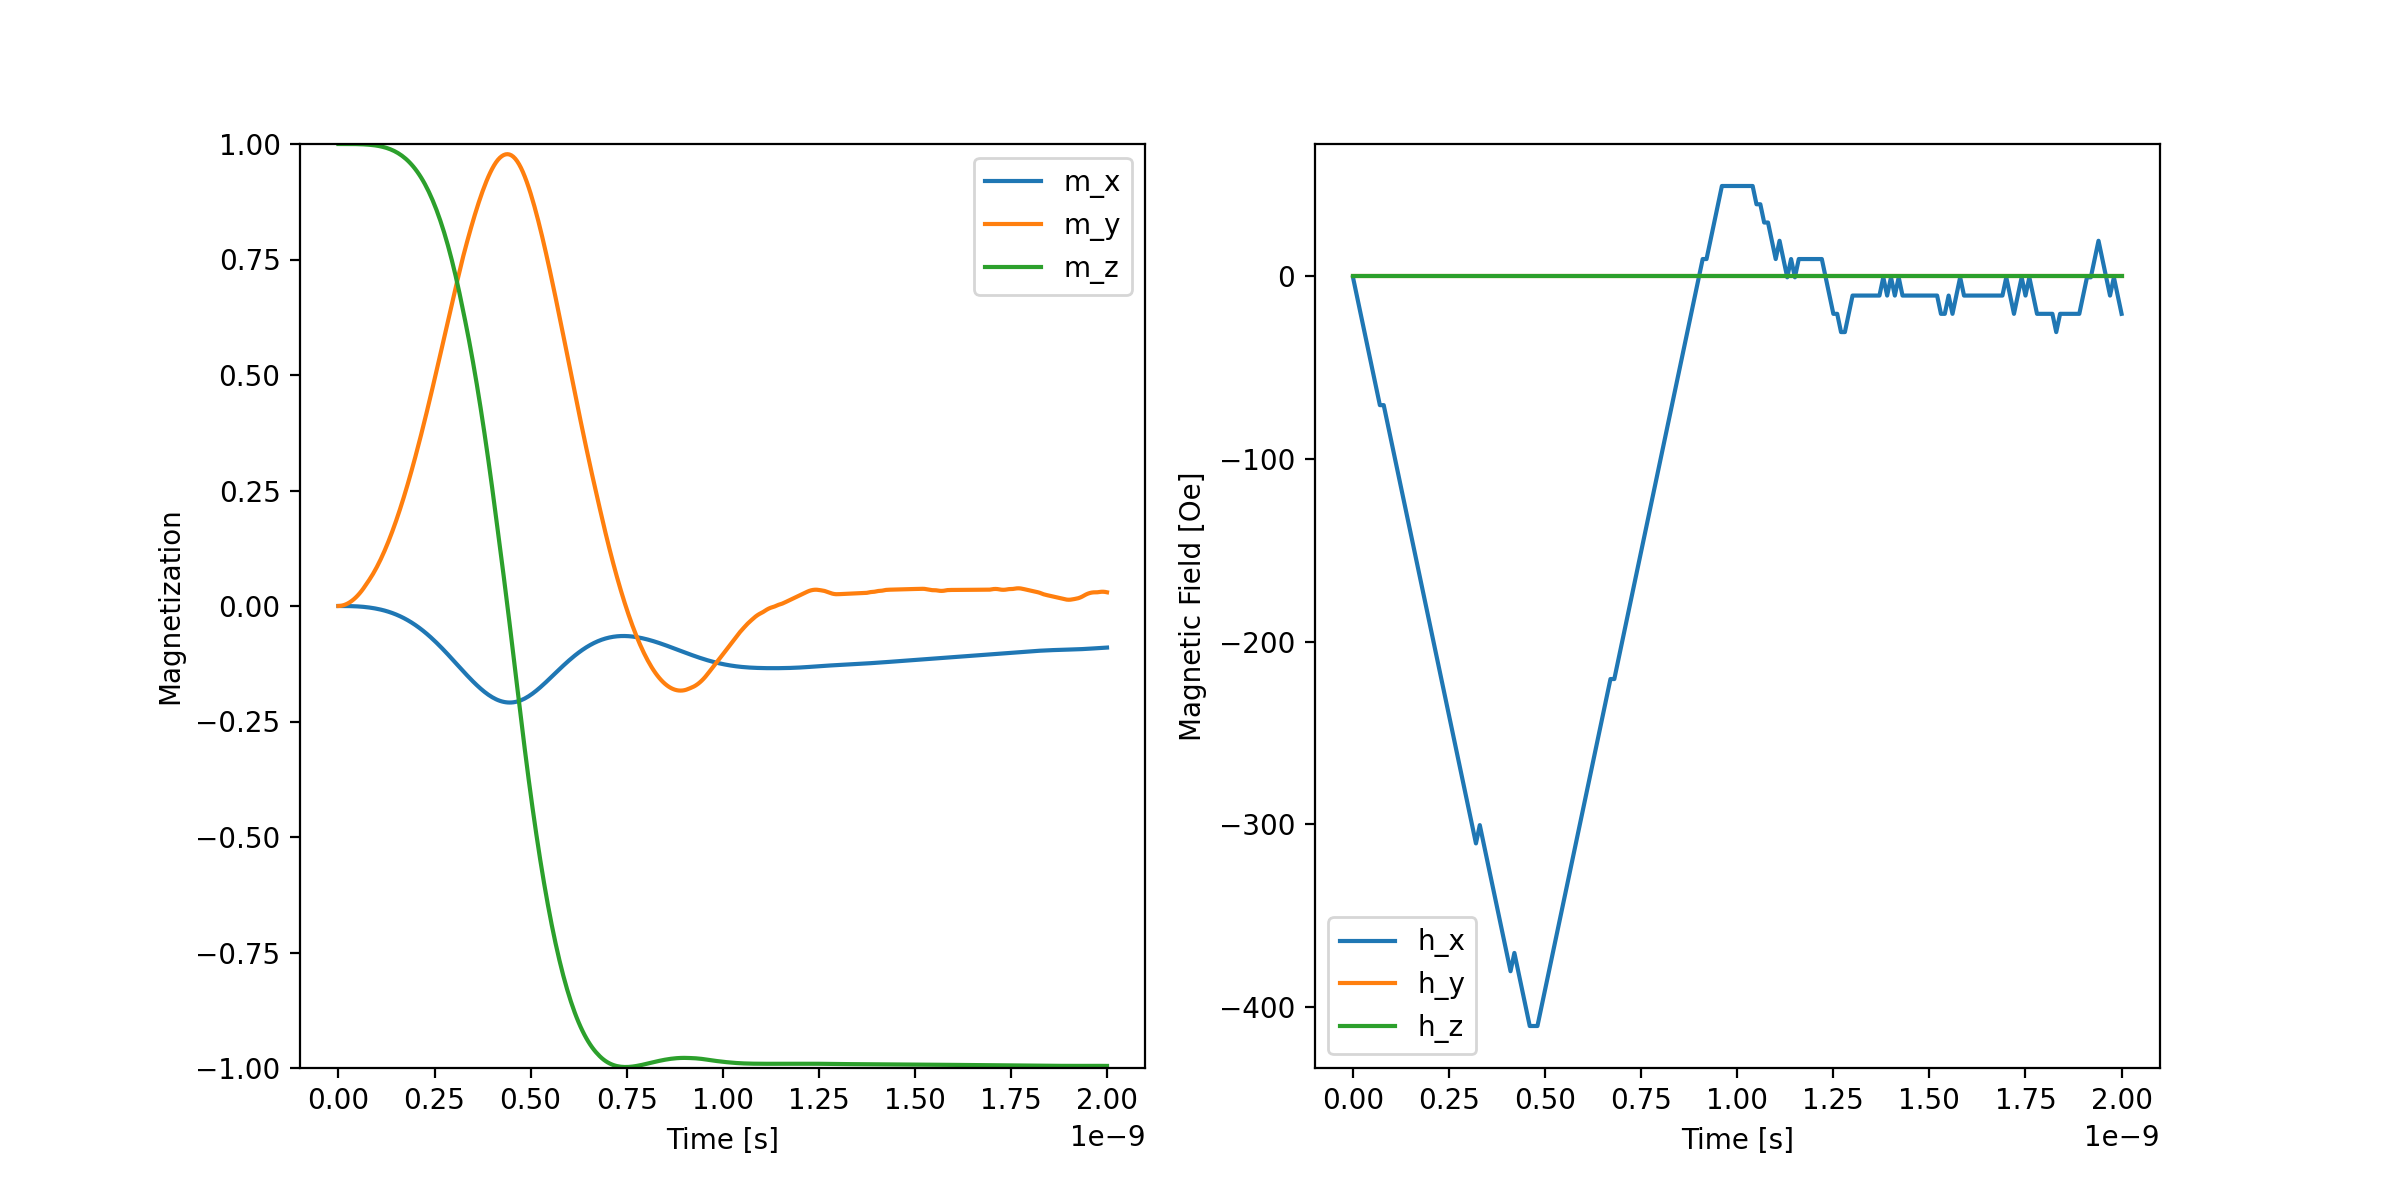 1.00
0.75
0.50
0.25
0.00
−0.25
−0.50
−0.75
−1.00
Magnetization
m_x
m_y
m_z
0.00 0.25 0.50 0.75 1.00 1.25 1.50 1.75 2.00
Time [s]
1e−9
0
−100
−200
−300
−400
Magnetic Field [Oe]
h_x
h_y
h_z
0.00 0.25 0.50 0.75 1.00 1.25 1.50 1.75 2.00
Time [s]
1e−9